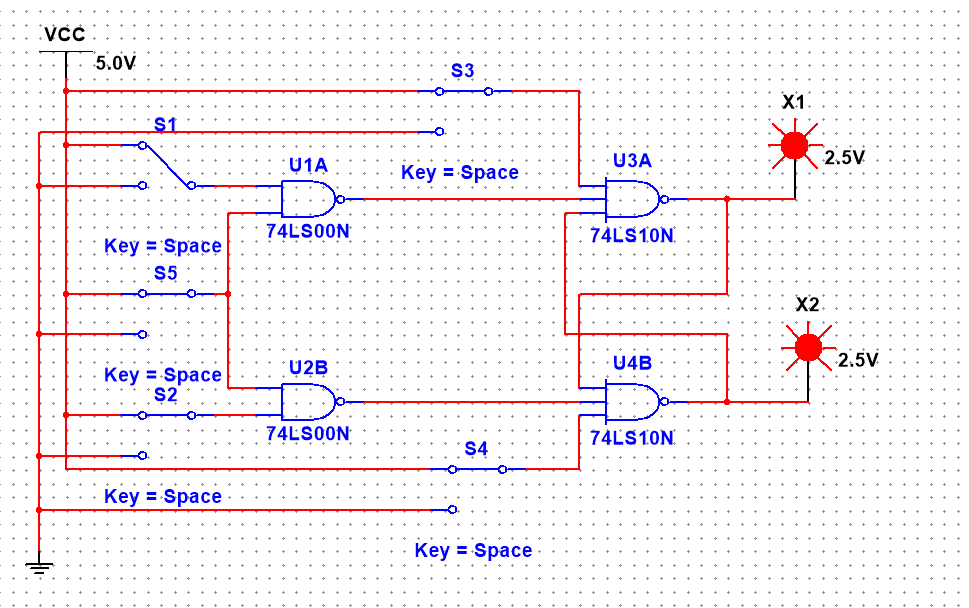 VCC
5.0V
S3
X1
S1
2.5V
U1A
U3A
Key = Space
74LS00N
74LS10N
Key = Space
S5
X2
2.5V
U2B
U4B
Key = Space
S2
74LS00N
74LS10N
S4
Key = Space
Key = Space